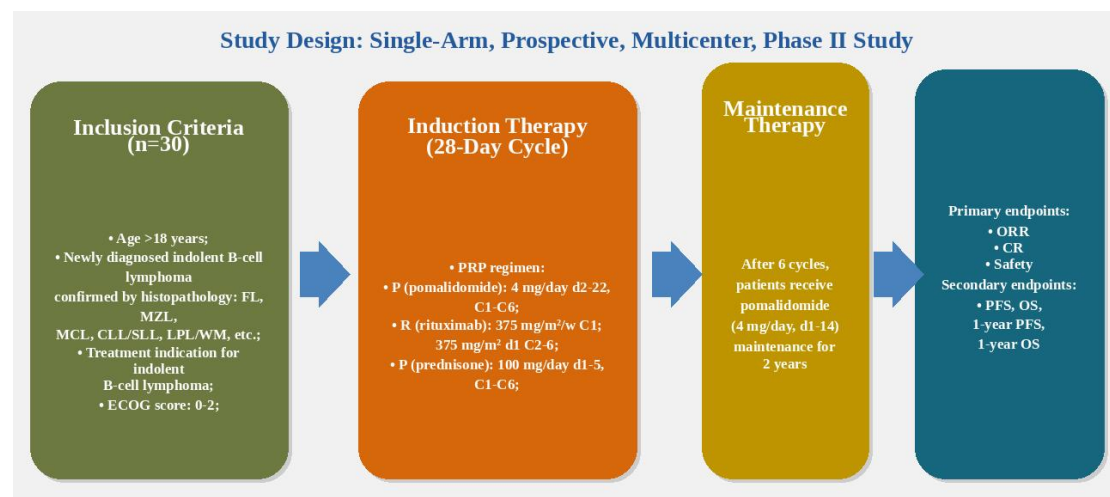 Study Design: Single-Arm, Prospective, Multicenter, Phase II Study
Inclusion Criteria
(n=30)
• Age >18 years;
• Newly diagnosed indolent B-cell
lymphoma
confirmed by histopathology: FL,
MZL,
MCL, CLL/SLL, LPL/WM, etc.;
• Treatment indication for
indolent
B-cell lymphoma;
• ECOG score: 0-2;
Induction Therapy
(28-Day Cycle)
• PRP regimen:
• P (pomalidomide): 4 mg/day d2-22,
C1-C6;
• R (rituximab): 375 mg/m²/w C1;
375 mg/m² d1 C2-6;
• P (prednisone): 100 mg/day d1-5,
C1-C6;
Maintenance
Therapy
After 6 cycles,
patients receive
pomalidomide
(4 mg/day, d1-14)
maintenance for
2 years
Primary endpoints:
• ORR
• CR
• Safety
Secondary endpoints:
• PFS, OS,
1-year PFS,
1-year OS